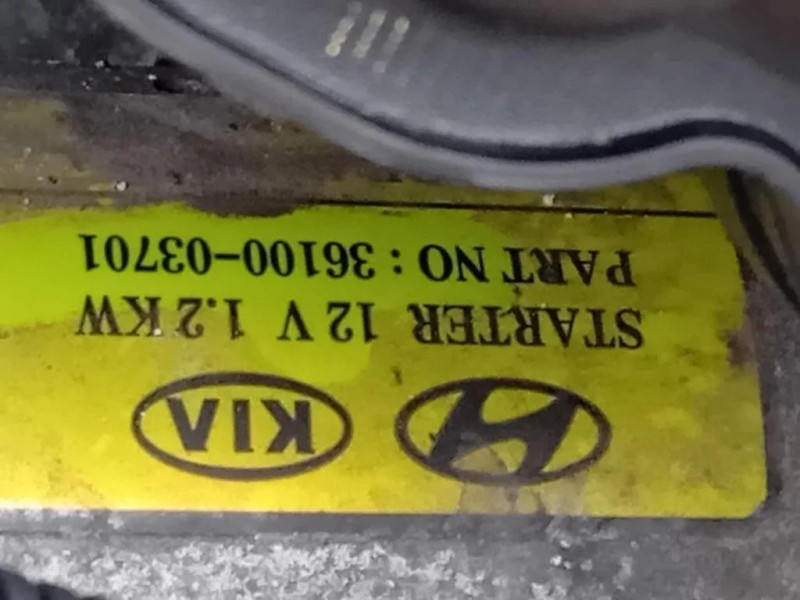 KIA
STARTER 12 V 1.2 KW
PART NO : 36100-03701